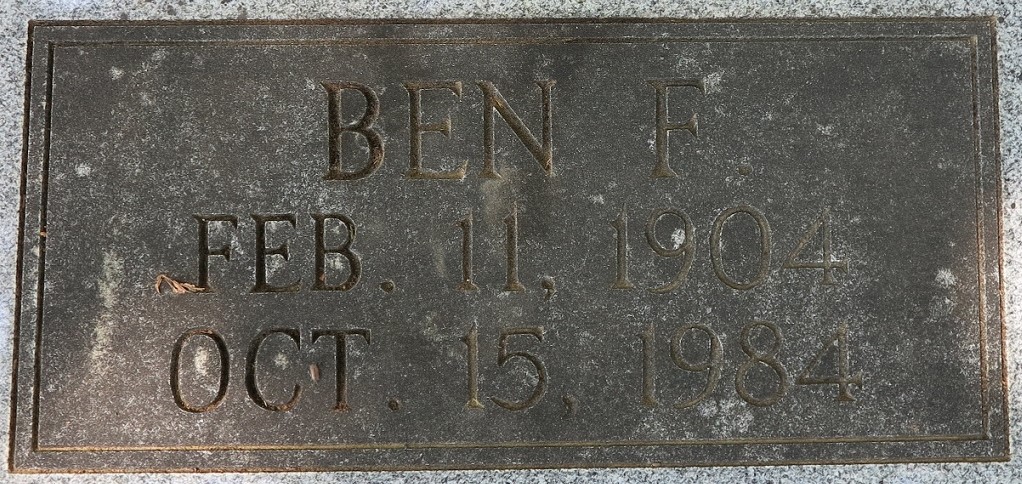 BEN F.
FEB. 11, 1904
OCT. 15, 1984